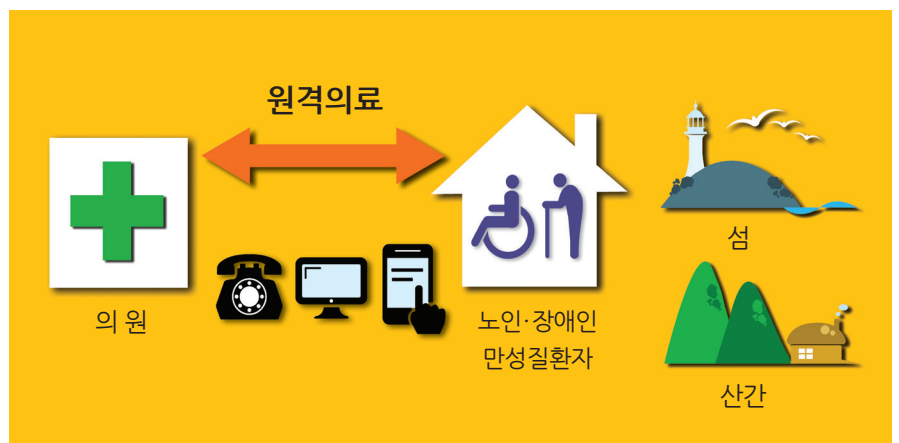 원격의료
의원
노인·장애인
만성질환자
섬
산간